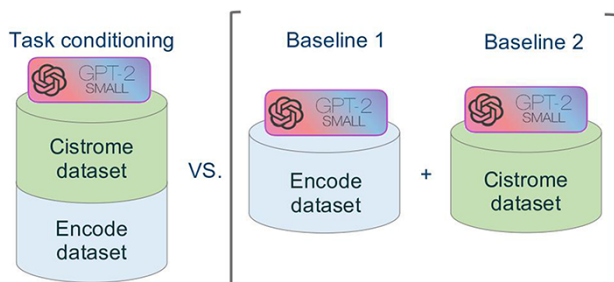 Task conditioning
GPT-2
SMALL
Cistrome
dataset
Encode
dataset
VS.
Baseline 1
GPT-2
SMALL
Encode
dataset
+
Baseline 2
GPT-2
SMALL
Cistrome
dataset